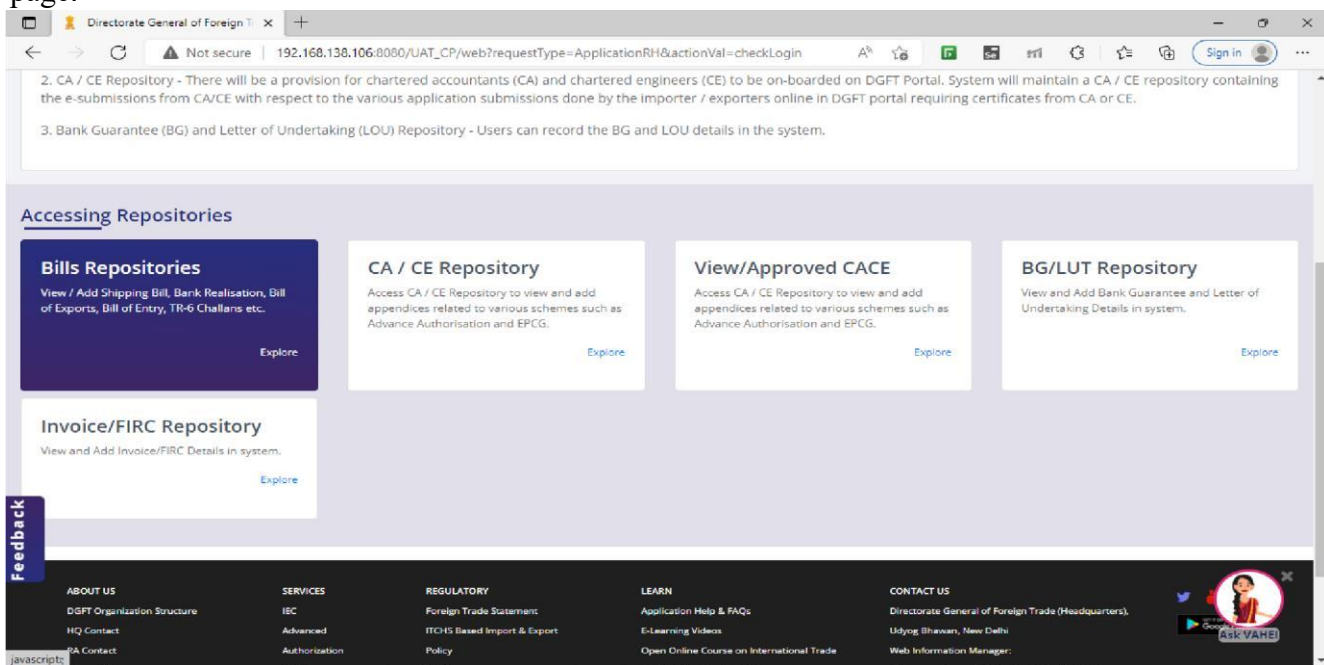 page.
Directorate General of Foreign T
Not secure 192.168.138.106:8080/UAT_CP/web?requestType=ApplicationRH&actionVal=checkLogin Sign in
2. CA / CE Repository - There will be a provision for chartered accountants (CA) and chartered engineers (CE) to be on-boarded on DGFT Portal. System will maintain a CA / CE repository containing
the e-submissions from CA/CE with respect to the various application submissions done by the importer / exporters online in DGFT portal requiring certificates from CA or CE.
3. Bank Guarantee (BG) and Letter of Undertaking (LOU) Repository - Users can record the BG and LOU details in the system.
Accessing Repositories
Bills Repositories
View / Add Shipping Bill, Bank Realisation, Bill
of Exports, Bill of Entry, TR-6 Challans etc.
Explore
CA / CE Repository
Access CA / CE Repository to view and add
appendices related to various schemes such as
Advance Authorisation and EPCG.
Explore
View/Approved CACE
Access CA / CE Repository to view and add
appendices related to various schemes such as
Advance Authorisation and EPCG.
Explore
BG/LUT Repository
View and Add Bank Guarantee and Letter of
Undertaking Details in system.
Explore
Invoice/FIRC Repository
View and Add Invoice/FIRC Details in system.
Explore
Feedback
ABOUT US
DGFT Organization Structure
HQ Contact
RA Contact
SERVICES
IEC
Advanced
Authorization
REGULATORY
Foreign Trade Statement
ITCHS Based Import & Export
Policy
LEARN
Application Help & FAQs
E-Learning Videos
Open Online Course on International Trade
CONTACT US
Directorate General of Foreign Trade (Headquarters),
Udyog Bhawan, New Delhi
Web Information Manager:
Ask VAHEI
javascript: